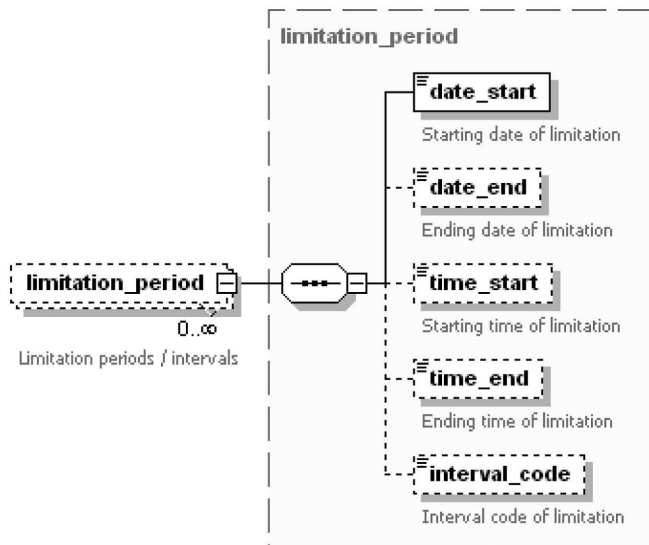 limitation_period
date_start
Starting date of limitation
date_end
Ending date of limitation
limitation_period
0..∞
Limitation periods / intervals
time_start
Starting time of limitation
time_end
Ending time of limitation
interval_code
Interval code of limitation